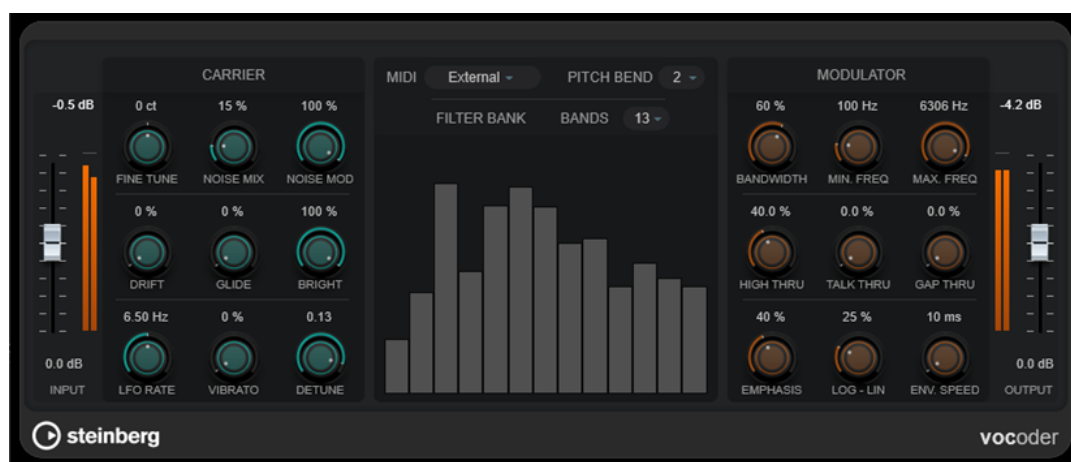 CARRIER
MIDI External PITCH BEND 2
MODULATOR
-0.5 dB
0 ct 15 % 100 %
FINE TUNE NOISE MIX NOISE MOD
0 % 0 % 100 %
DRIFT GLIDE BRIGHT
6.50 Hz 0 % 0.13
LFO RATE VIBRATO DETUNE
0.0 dB
INPUT
FILTER BANK BANDS 13
60 % 100 Hz 6306 Hz
BANDWIDTH MIN. FREQ MAX. FREQ
40.0 % 0.0 % 0.0 %
HIGH THRU TALK THRU GAP THRU
40 % 25 % 10 ms
EMPHASIS LOG - LIN ENV. SPEED
-4.2 dB
0.0 dB
OUTPUT
steinberg
vocoder